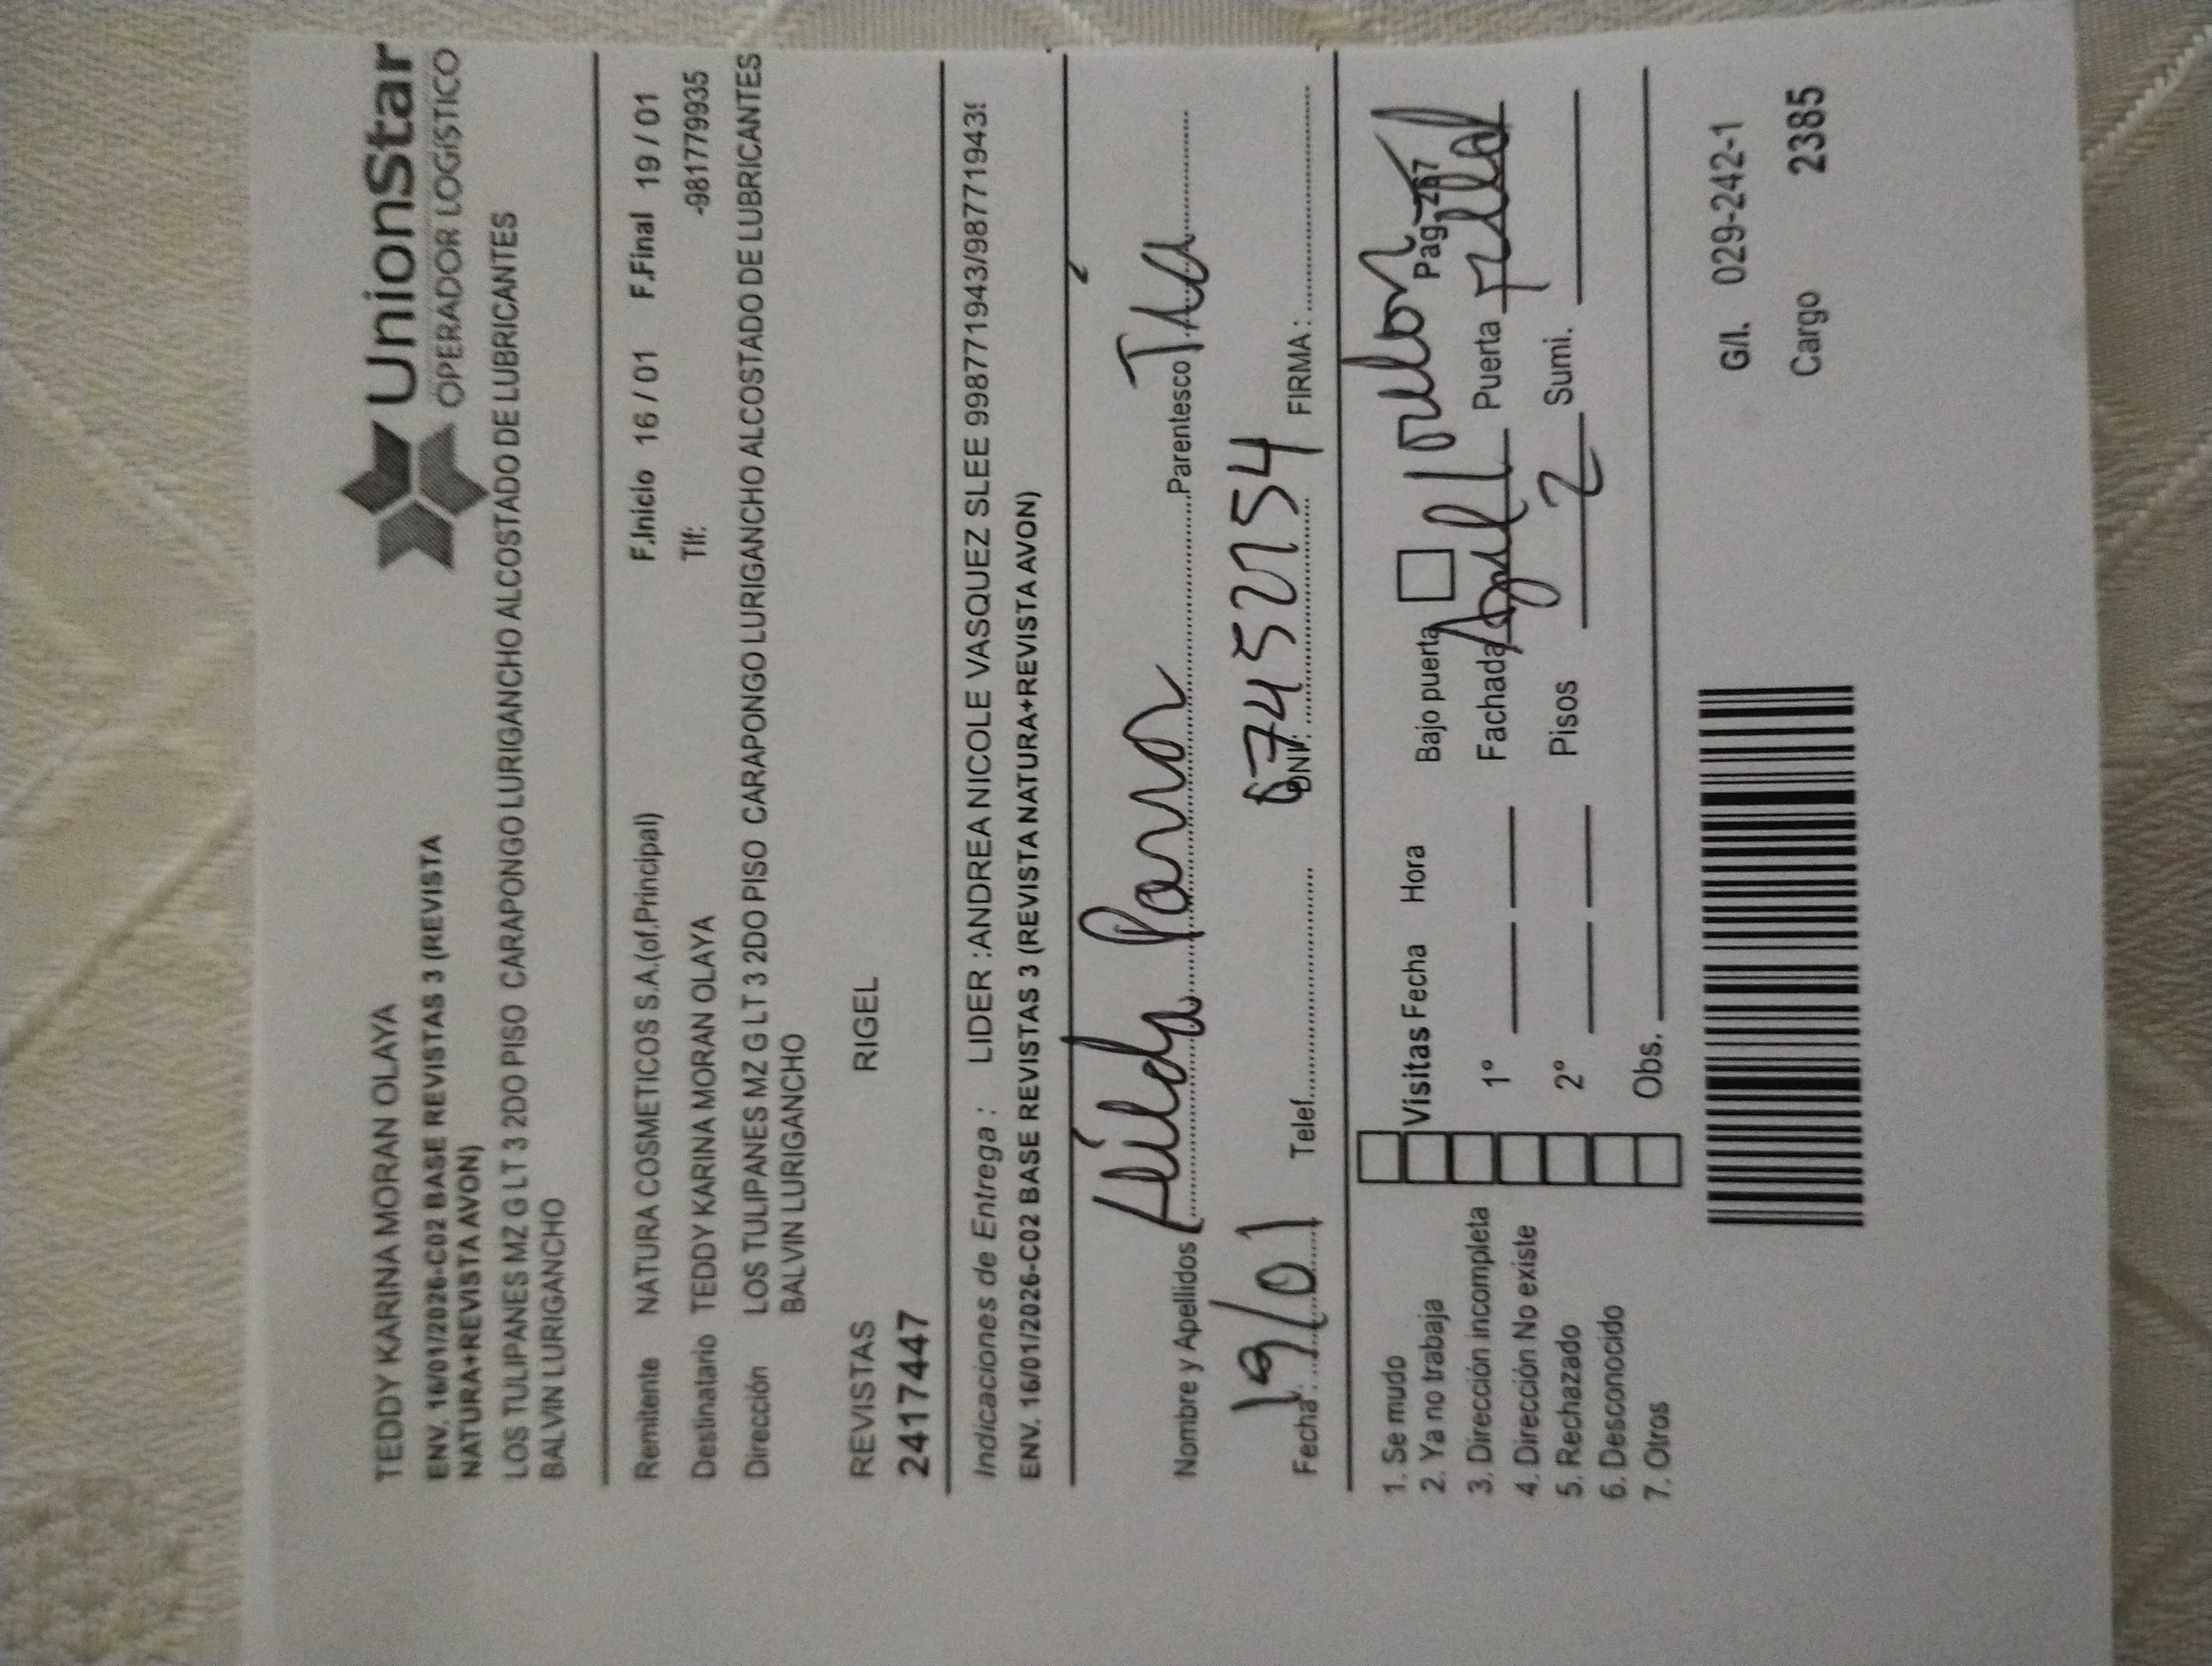 TEDDY KARINA MORAN OLAYA
UnionStar
OPERADOR LOGÍSTICO
ENV. 16/01/2026-C02 BASE REVISTAS 3 (REVISTA
NATURA+REVISTA AVON)
LOS TULIPANES MZ G LT 3 2DO PISO CARAPONGO LURIGANCHO ALCOSTADO DE LUBRICANTES
BALVIN LURIGANCHO
Remitente NATURA COSMETICOS S.A.(of.Principal) F.Inicio 16 / 01 F.Final 19 / 01
Destinatario TEDDY KARINA MORAN OLAYA Tlf: -981779935
Dirección LOS TULIPANES MZ G LT 3 2DO PISO CARAPONGO LURIGANCHO ALCOSTADO DE LUBRICANTES
BALVIN LURIGANCHO
REVISTAS RIGEL
2417447
Indicaciones de Entrega : LIDER :ANDREA NICOLE VASQUEZ SLEE 998771943/98771943
ENV. 16/01/2026-C02 BASE REVISTAS 3 (REVISTA NATURA+REVISTA AVON)
Nombre y Apellidos Parentesco Tía
Fecha: 19/01 Telef. DNI: 67452754 FIRMA:
1. Se mudo
2. Ya no trabaja
3. Dirección incompleta
4. Dirección No existe
5. Rechazado
6. Desconocido
7. Otros
Visitas Fecha Hora Bajo puerta Pag-267
1° Fachada Puerta
2° Pisos 2 Sumi.
Obs.
G/I. 029-242-1
Cargo 2385